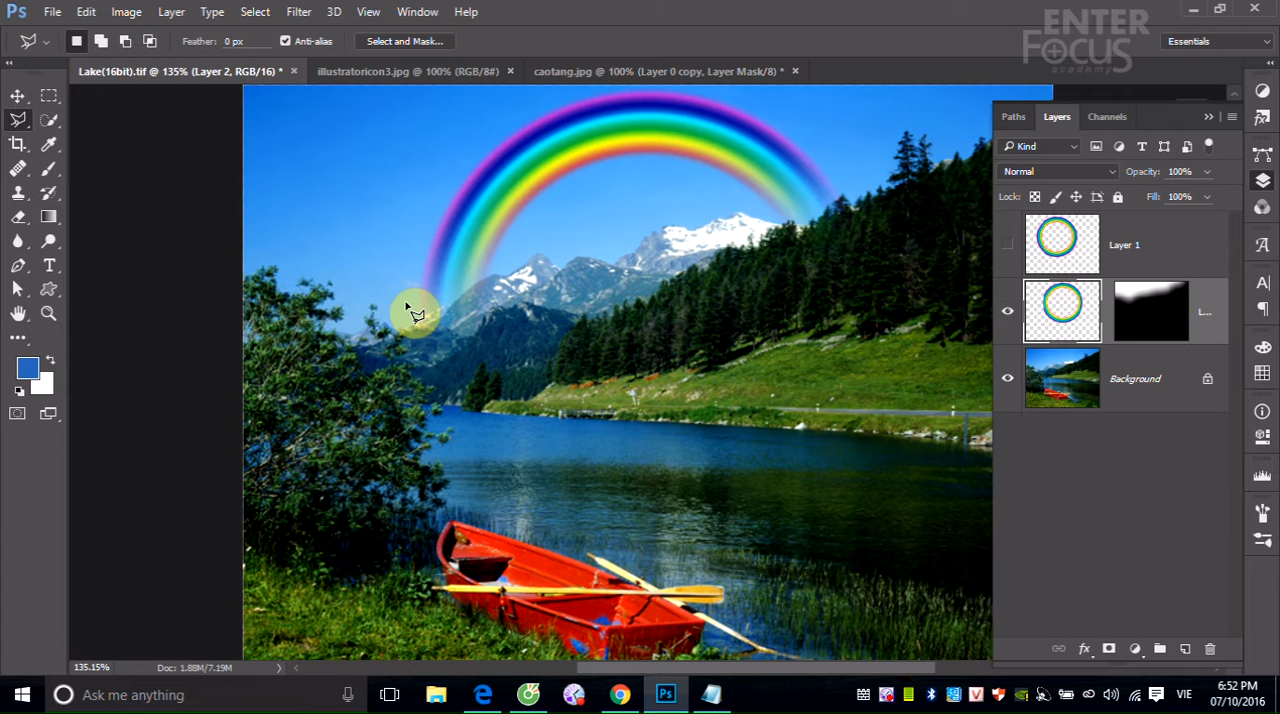 Ps File Edit Image Layer Type Select Filter 3D View Window Help
ENTER
FOCUS
academy
Feather: 0 px Anti-alias Select and Mask... Essentials
Lake(16bit).tif @ 135% (Layer 2, RGB/16) * × illustratoricon3.jpg @ 100% (RGB/8#) × caotang.jpg @ 100% (Layer 0 copy, Layer Mask/8) * ×
Paths Layers Channels
Kind
Normal Opacity: 100%
Lock: Fill: 100%
Layer 1
L...
Background
135.15% Doc: 1.88M/7.19M
Ask me anything
VIE
6:52 PM
07/10/2016